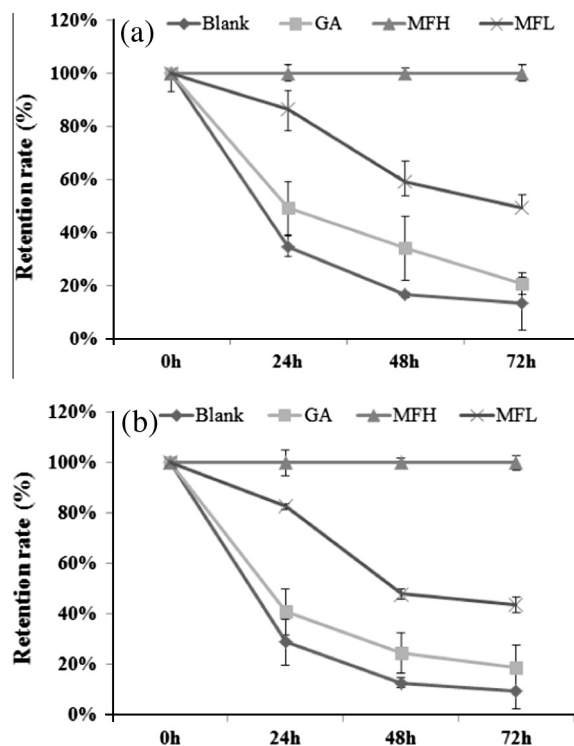 (a)
Blank GA MFH MFL
Retention rate (%)
120%
100%
80%
60%
40%
20%
0%
0h 24h 48h 72h
(b)
Blank GA MFH MFL
Retention rate (%)
120%
100%
80%
60%
40%
20%
0%
0h 24h 48h 72h